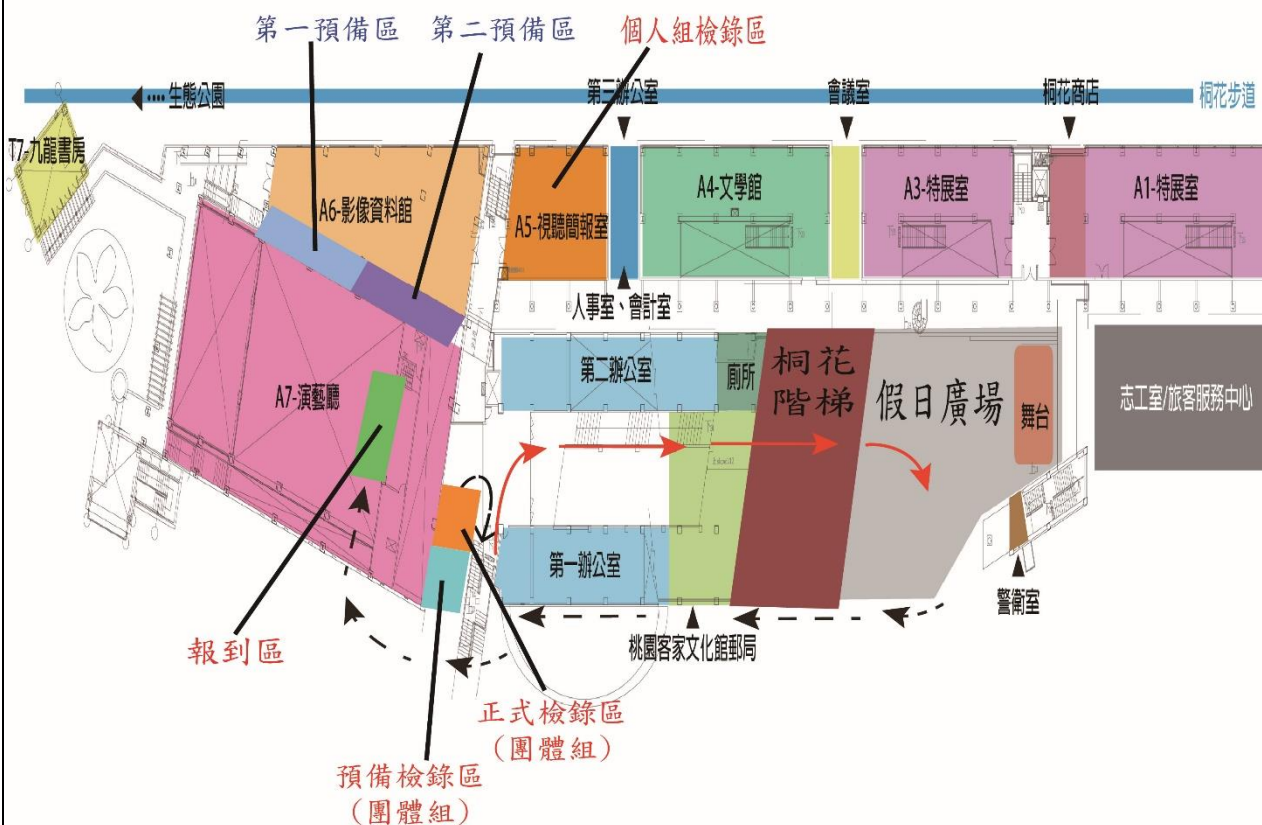 第一預備區
第二預備區
個人組檢錄區
生態公園
第三辦公室
會議室
桐花商店
桐花步道
T7-九龍書房
A6-影像資料館
A5-視聽簡報室
A4-文學館
A3-特展室
A1-特展室
人事室、會計室
第二辦公室
廁所
桐花
階梯
假日廣場
舞台
志工室/旅客服務中心
A7-演藝廳
第一辦公室
警衛室
桃園客家文化館郵局
報到區
正式檢錄區
(團體組)
預備檢錄區
(團體組)